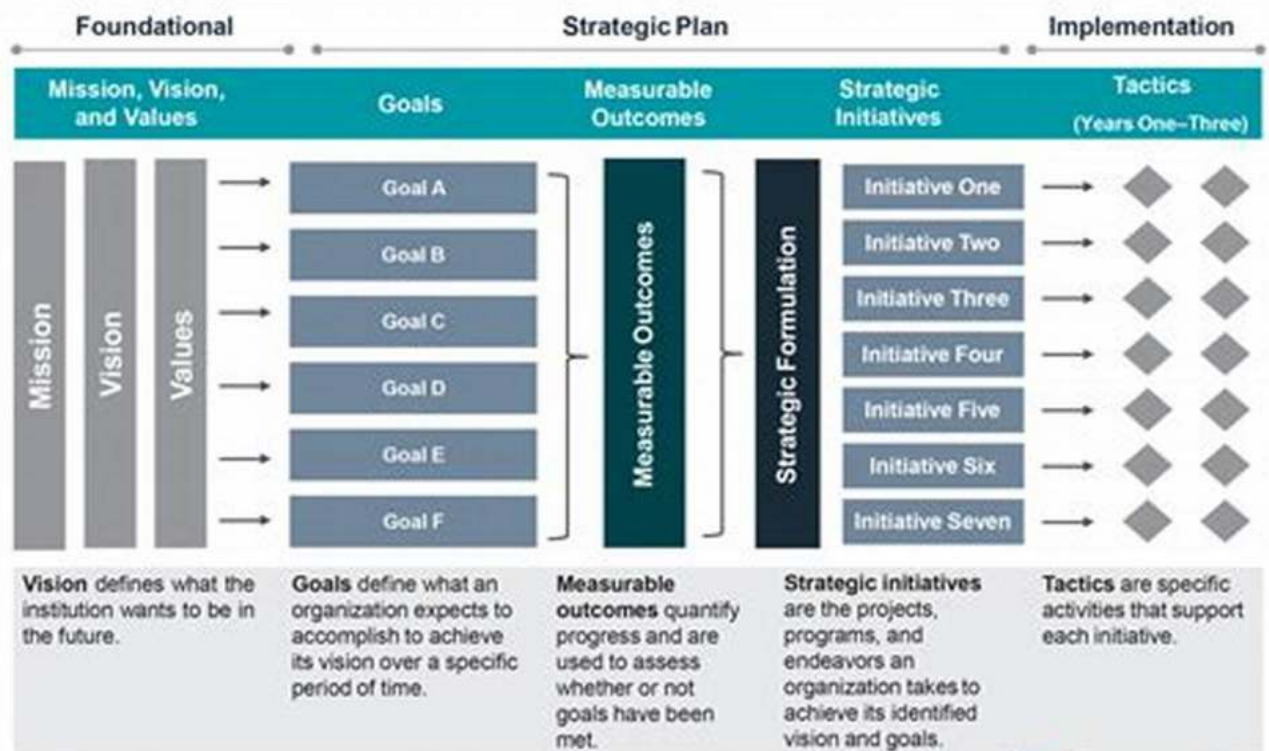 Foundational
Strategic Plan
Implementation
Mission, Vision,
and Values
Goals
Measurable
Outcomes
Strategic
Initiatives
Tactics
(Years One–Three)
Mission
Vision
Values
Goal A
Goal B
Goal C
Goal D
Goal E
Goal F
Measurable Outcomes
Strategic Formulation
Initiative One
Initiative Two
Initiative Three
Initiative Four
Initiative Five
Initiative Six
Initiative Seven
Vision defines what the
institution wants to be in
the future.
Goals define what an
organization expects to
accomplish to achieve
its vision over a specific
period of time.
Measurable
outcomes quantify
progress and are
used to assess
whether or not
goals have been
met.
Strategic initiatives
are the projects,
programs, and
endeavors an
organization takes to
achieve its identified
vision and goals.
Tactics are specific
activities that support
each initiative.